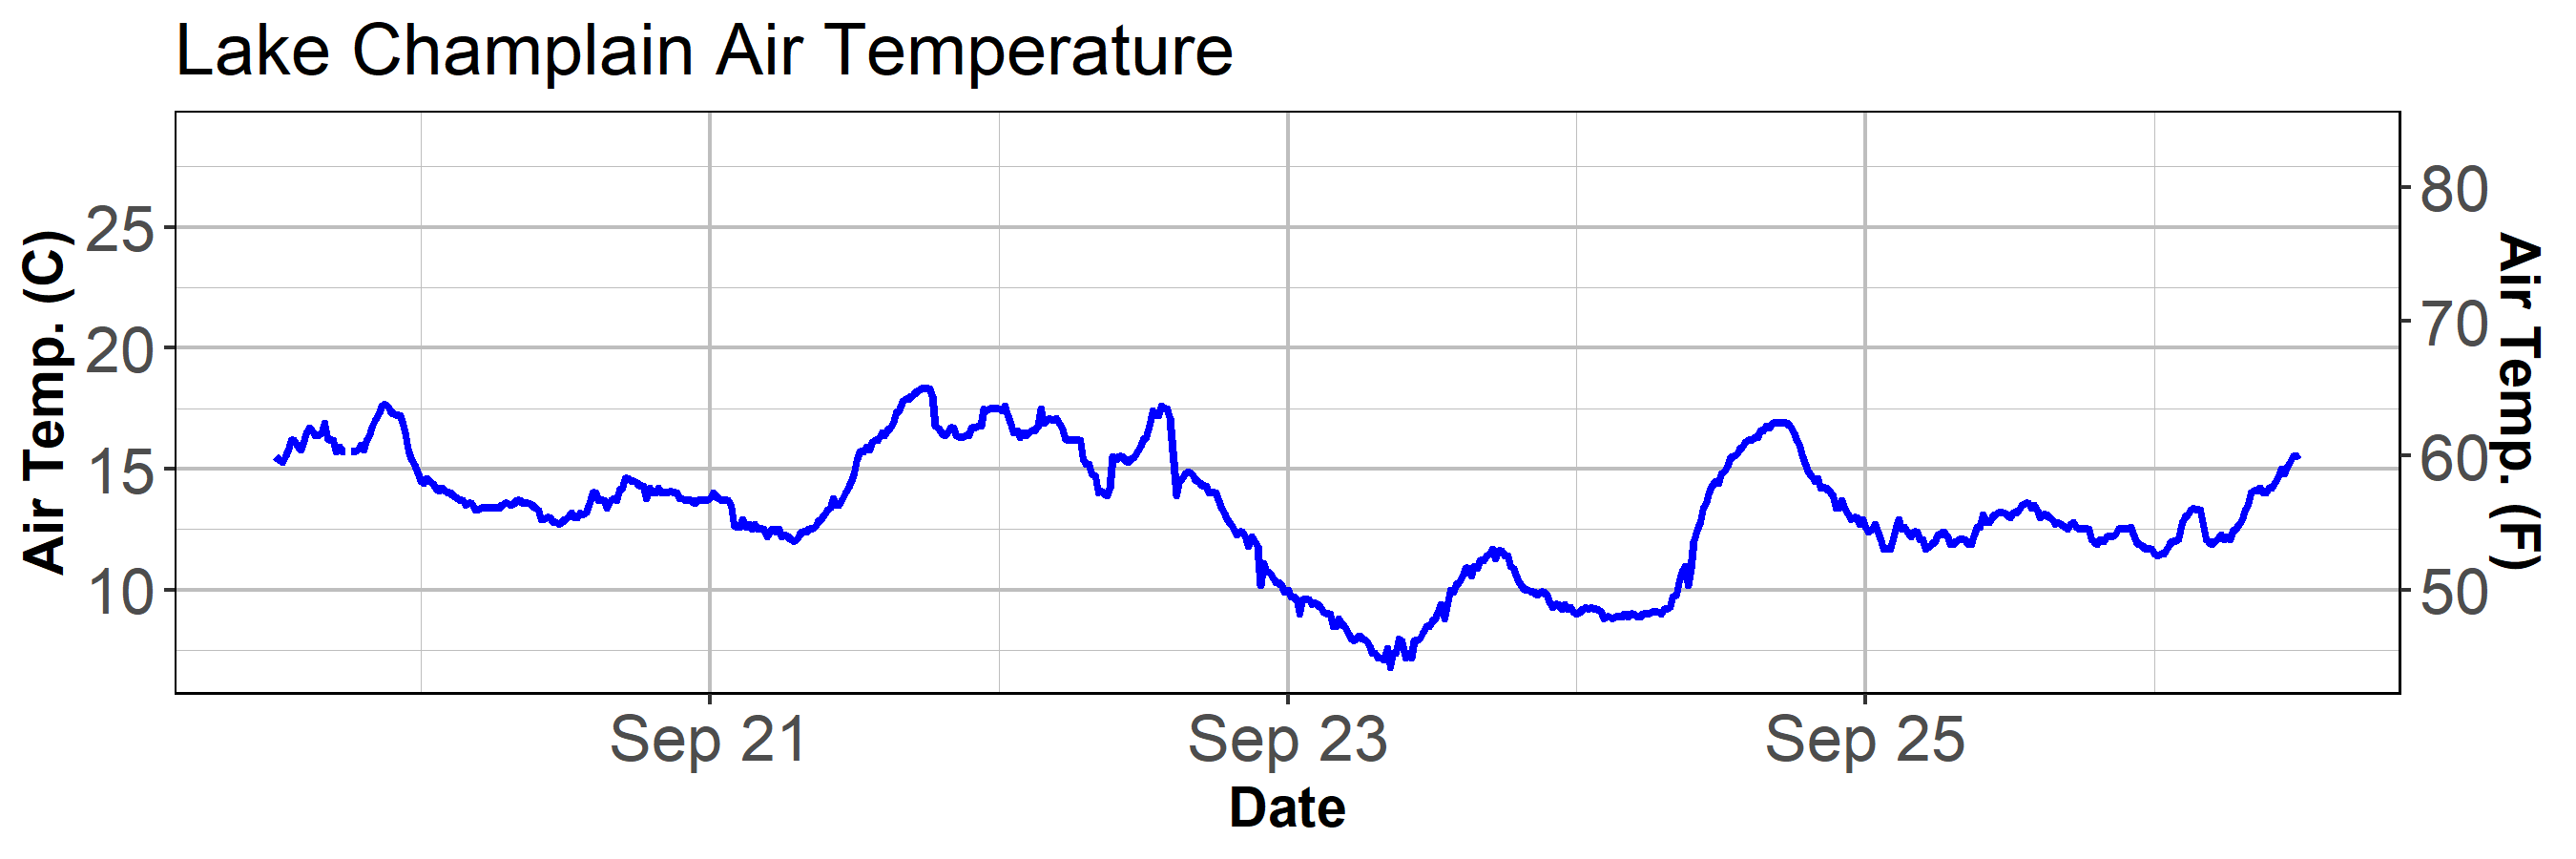 Lake Champlain Air Temperature
Air Temp. (C)
25
20
15
10
80
70
60
50
Air Temp. (F)
Sep 21
Sep 23
Sep 25
Date